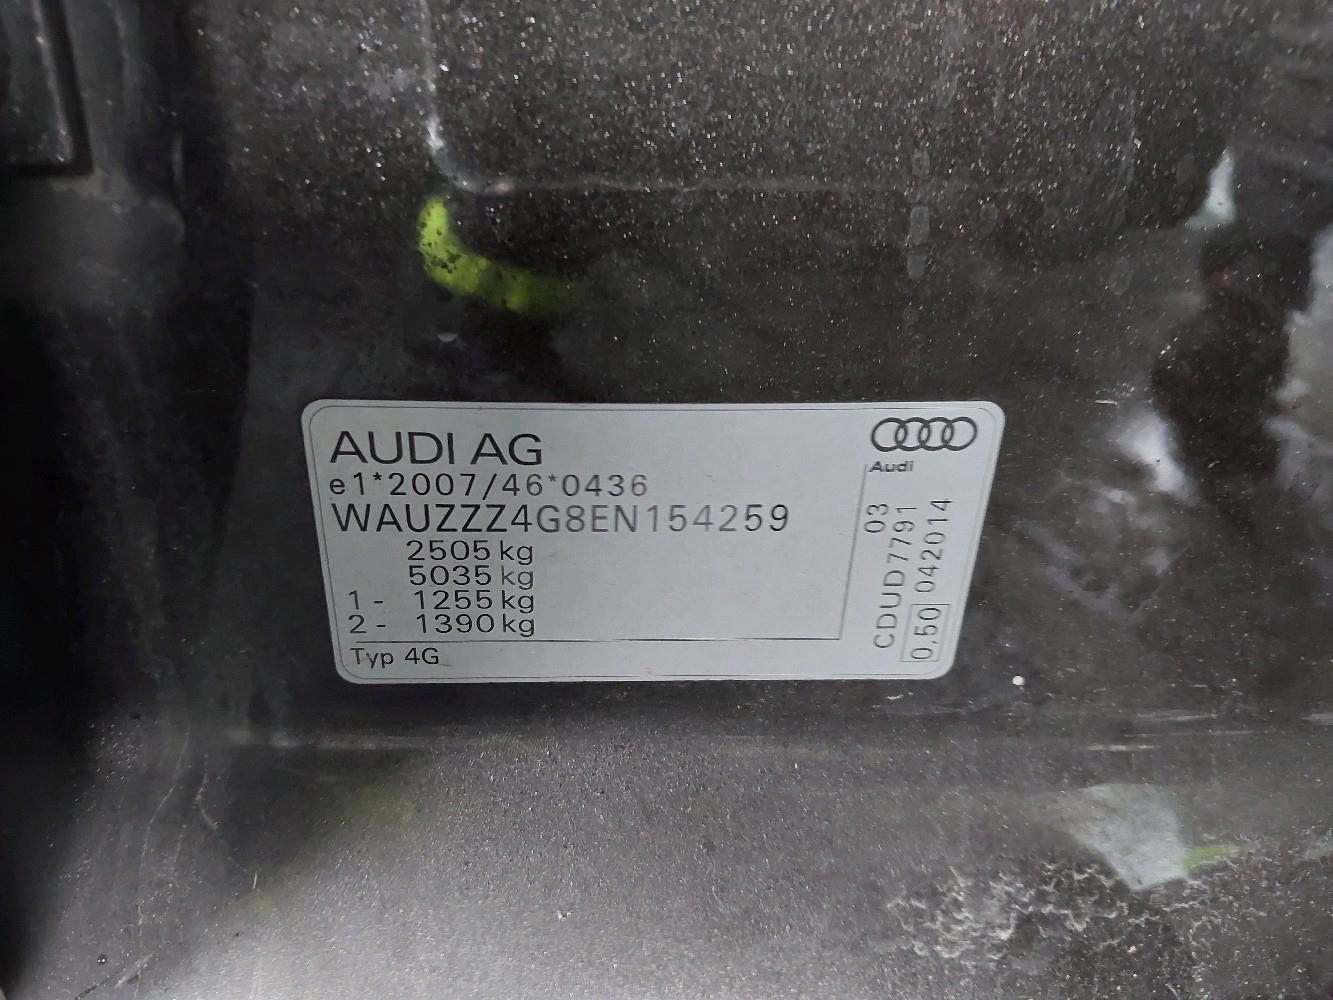 AUDI AG
e1*2007/46*0436
WAUZZZ4G8EN154259
2505 kg
5035 kg
1 - 1255 kg
2 - 1390 kg
Typ 4G
Audi
03
CDUD7791
0,50 042014